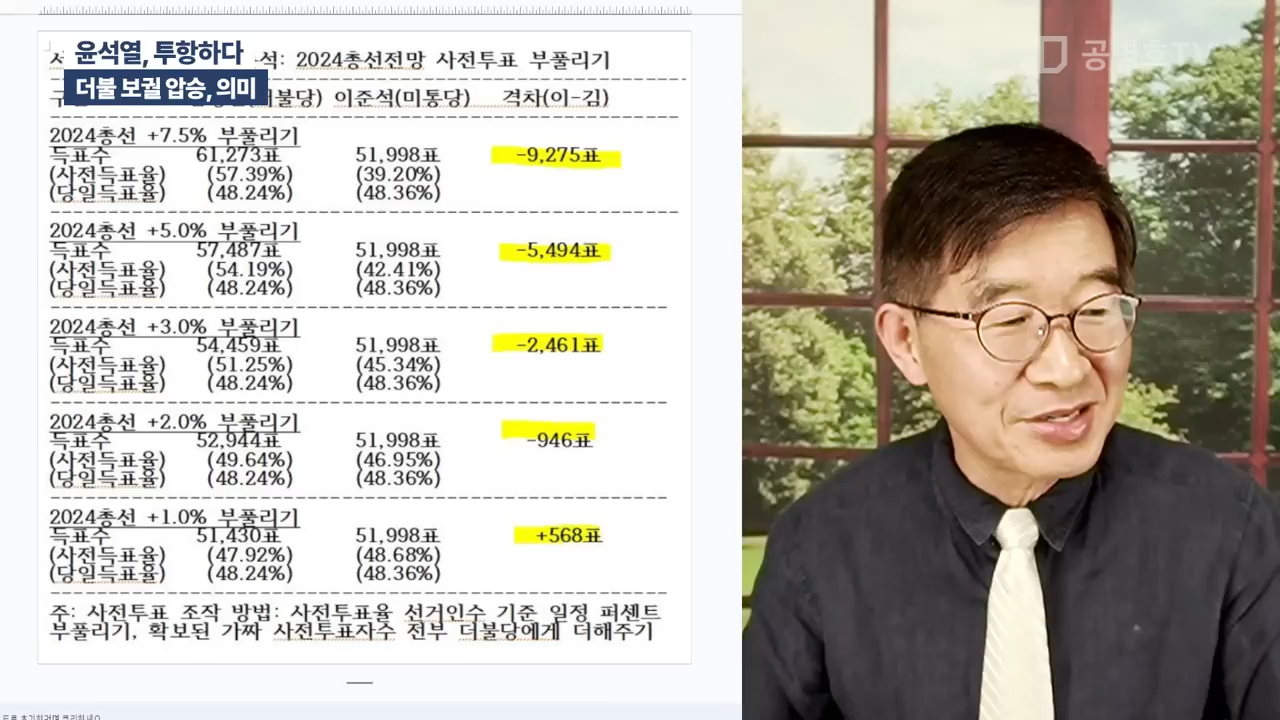 윤석열, 투항하다
더불 보궐 압승, 의미
공병호TV
석: 2024총선전망 사전투표 부풀리기
불당) 이준석(미통당) 격차(이-김)
2024총선 +7.5% 부풀리기
득표수 61,273표 51,998표 -9,275표
(사전득표율) (57.39%) (39.20%)
(당일득표율) (48.24%) (48.36%)
2024총선 +5.0% 부풀리기
득표수 57,487표 51,998표 -5,494표
(사전득표율) (54.19%) (42.41%)
(당일득표율) (48.24%) (48.36%)
2024총선 +3.0% 부풀리기
득표수 54,459표 51,998표 -2,461표
(사전득표율) (51.25%) (45.34%)
(당일득표율) (48.24%) (48.36%)
2024총선 +2.0% 부풀리기
득표수 52,944표 51,998표 -946표
(사전득표율) (49.64%) (46.95%)
(당일득표율) (48.24%) (48.36%)
2024총선 +1.0% 부풀리기
득표수 51,430표 51,998표 +568표
(사전득표율) (47.92%) (48.68%)
(당일득표율) (48.24%) (48.36%)
주: 사전투표 조작 방법: 사전투표율 선거인수 기준 일정 퍼센트
부풀리기, 확보된 가짜 사전투표자수 전부 더불당에게 더해주기